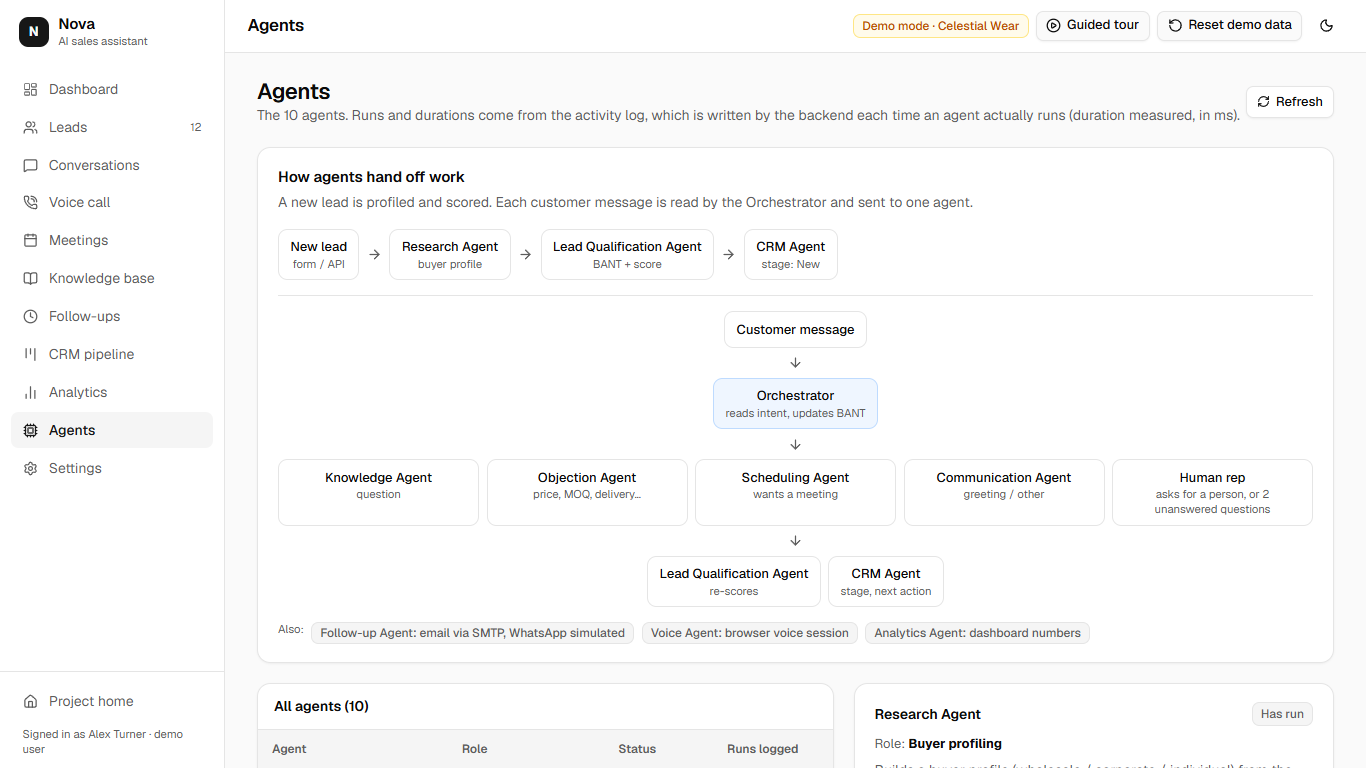 N
Nova
AI sales assistant
Dashboard
Leads 12
Conversations
Voice call
Meetings
Knowledge base
Follow-ups
CRM pipeline
Analytics
Agents
Settings
Project home
Signed in as Alex Turner · demo
user
Agents
Demo mode · Celestial Wear
Guided tour
Reset demo data
Agents
The 10 agents. Runs and durations come from the activity log, which is written by the backend each time an agent actually runs (duration measured, in ms).
Refresh
How agents hand off work
A new lead is profiled and scored. Each customer message is read by the Orchestrator and sent to one agent.
New lead
form / API
Research Agent
buyer profile
Lead Qualification Agent
BANT + score
CRM Agent
stage: New
Customer message
Orchestrator
reads intent, updates BANT
Knowledge Agent
question
Objection Agent
price, MOQ, delivery...
Scheduling Agent
wants a meeting
Communication Agent
greeting / other
Human rep
asks for a person, or 2
unanswered questions
Lead Qualification Agent
re-scores
CRM Agent
stage, next action
Also:
Follow-up Agent: email via SMTP, WhatsApp simulated
Voice Agent: browser voice session
Analytics Agent: dashboard numbers
All agents (10)
Agent Role Status Runs logged
Research Agent
Has run
Role: Buyer profiling